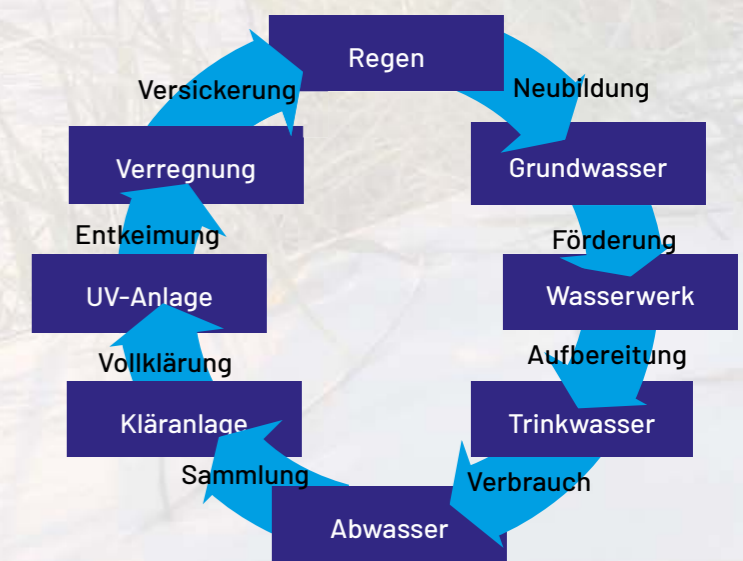 Regen
Neubildung
Grundwasser
Förderung
Wasserwerk
Aufbereitung
Trinkwasser
Verbrauch
Abwasser
Sammlung
Kläranlage
Vollklärung
UV-Anlage
Entkeimung
Verregnung
Versickerung